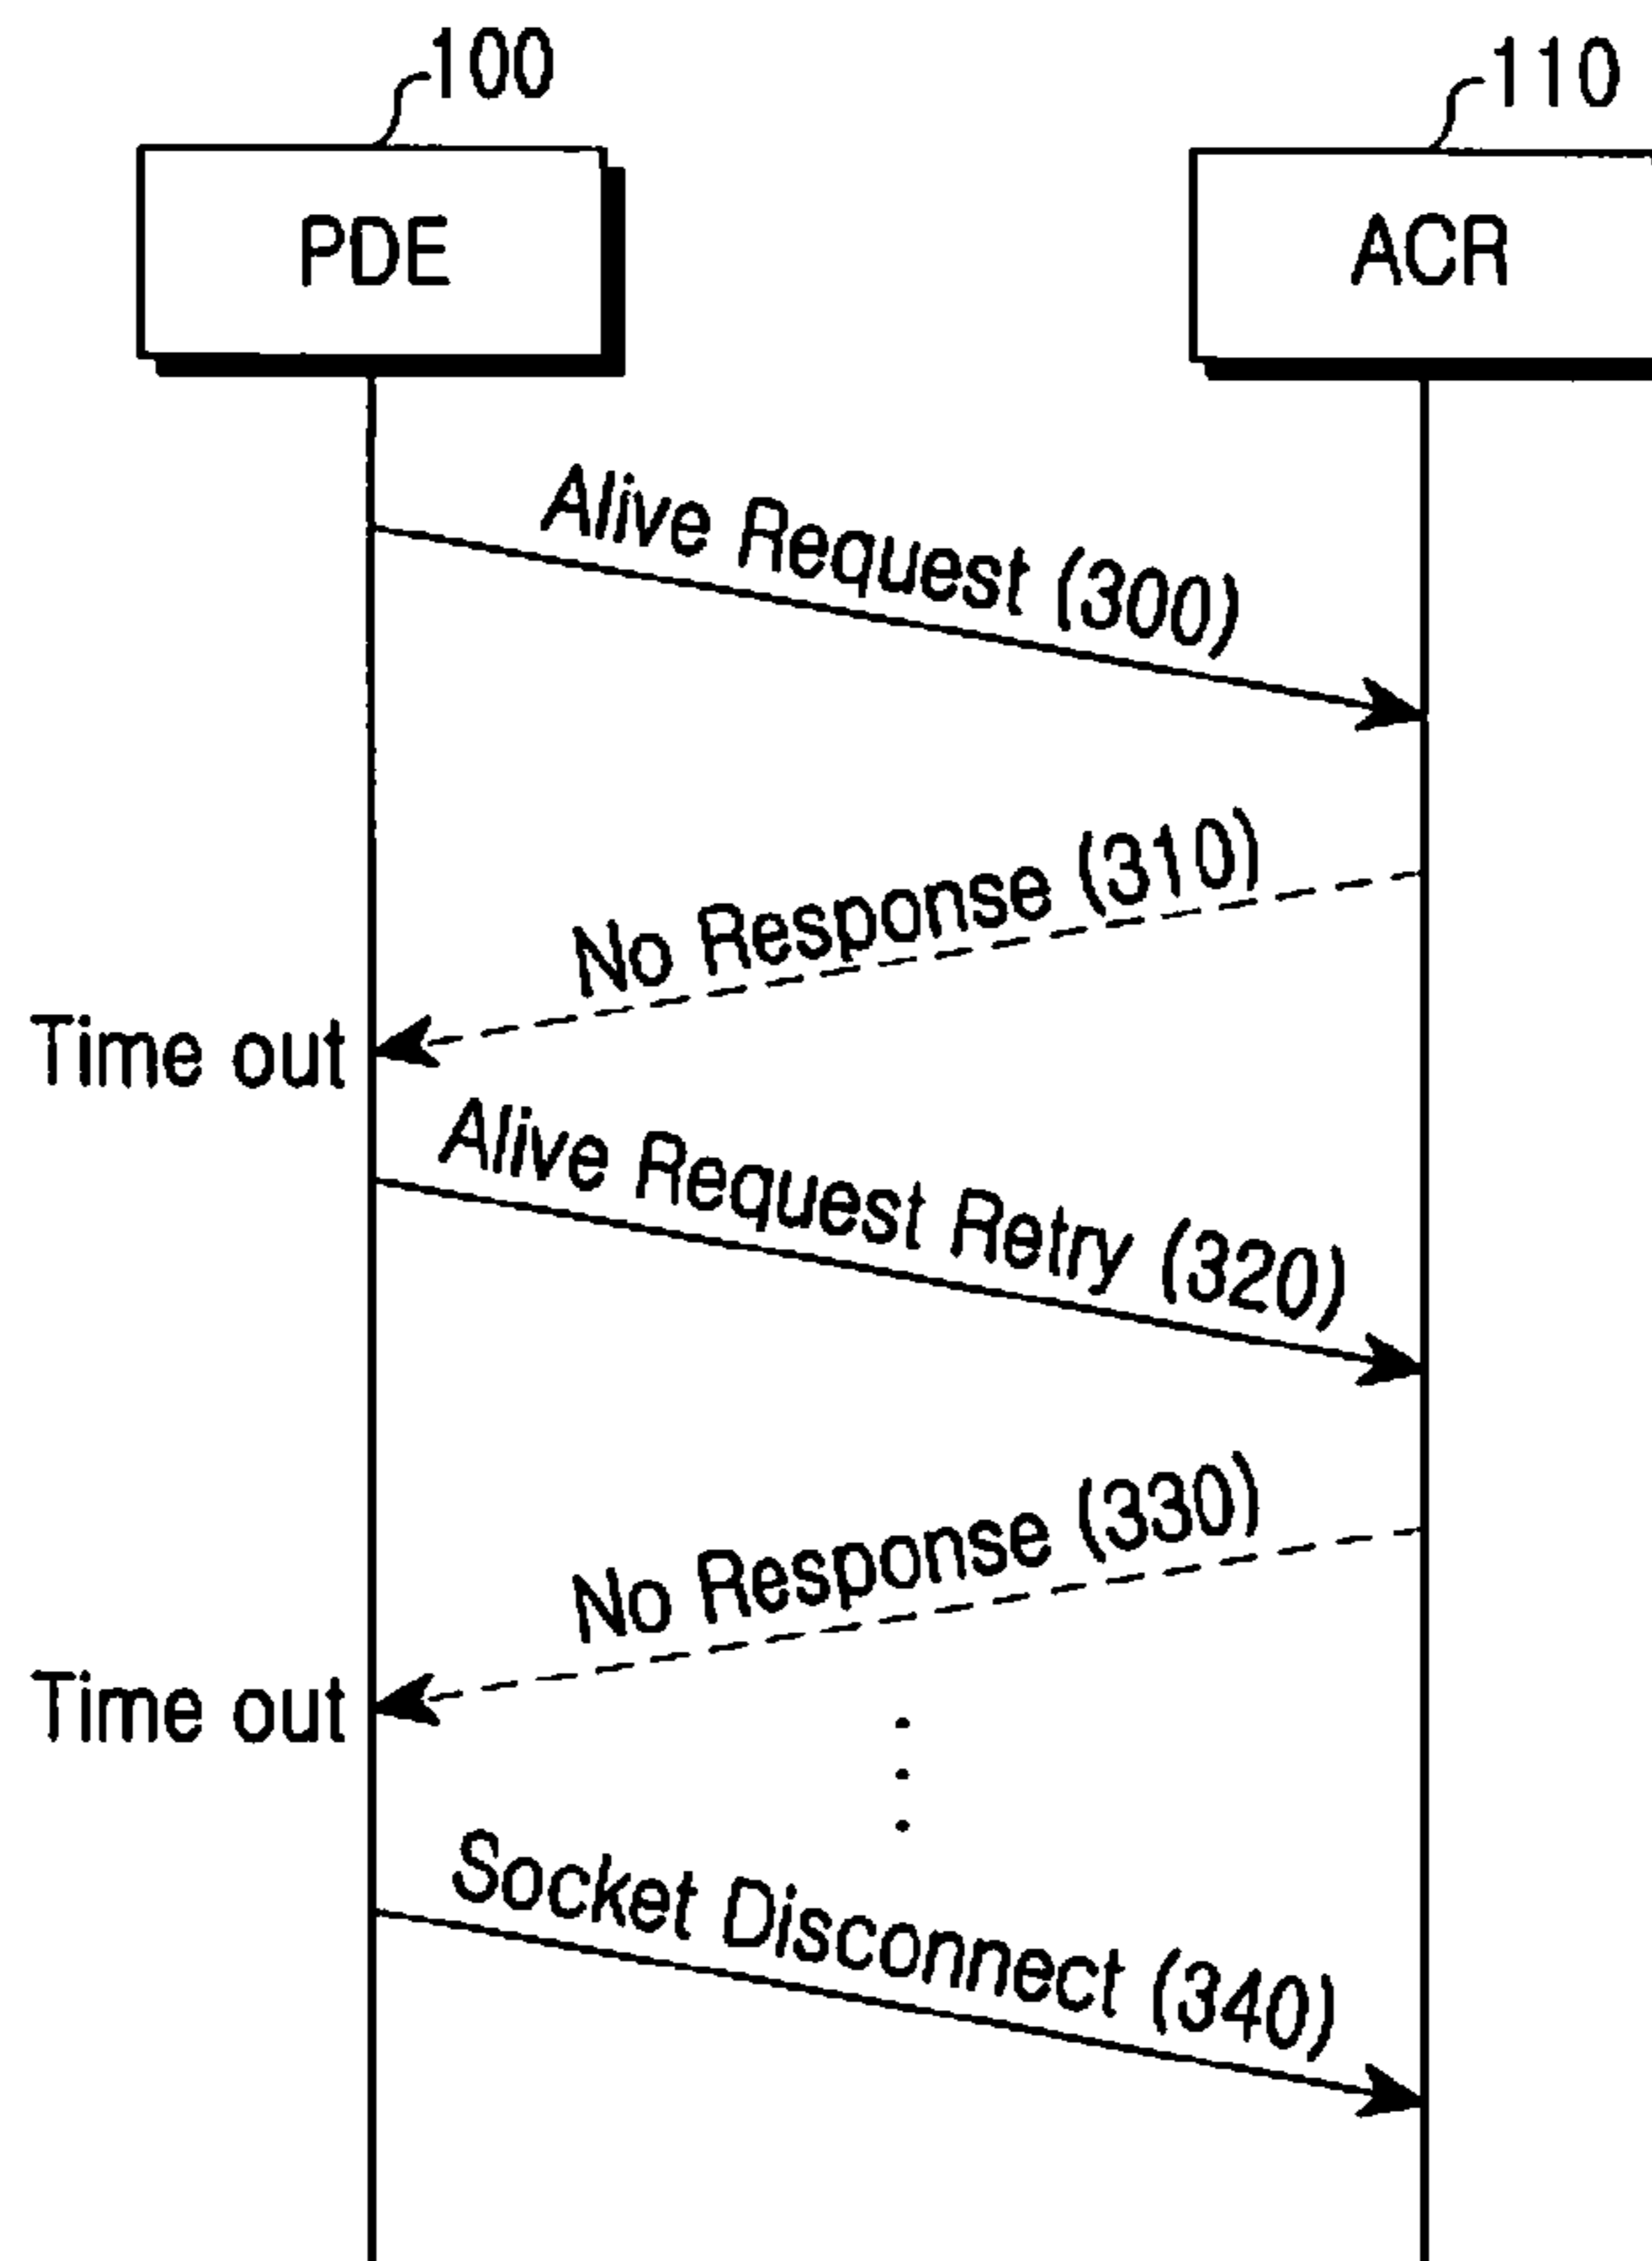 100
110
PDE
ACR
Alive Request (300)
No Response (310)
Time out
Alive Request Retry (320)
No Response (330)
Time out
Socket Disconnect (340)